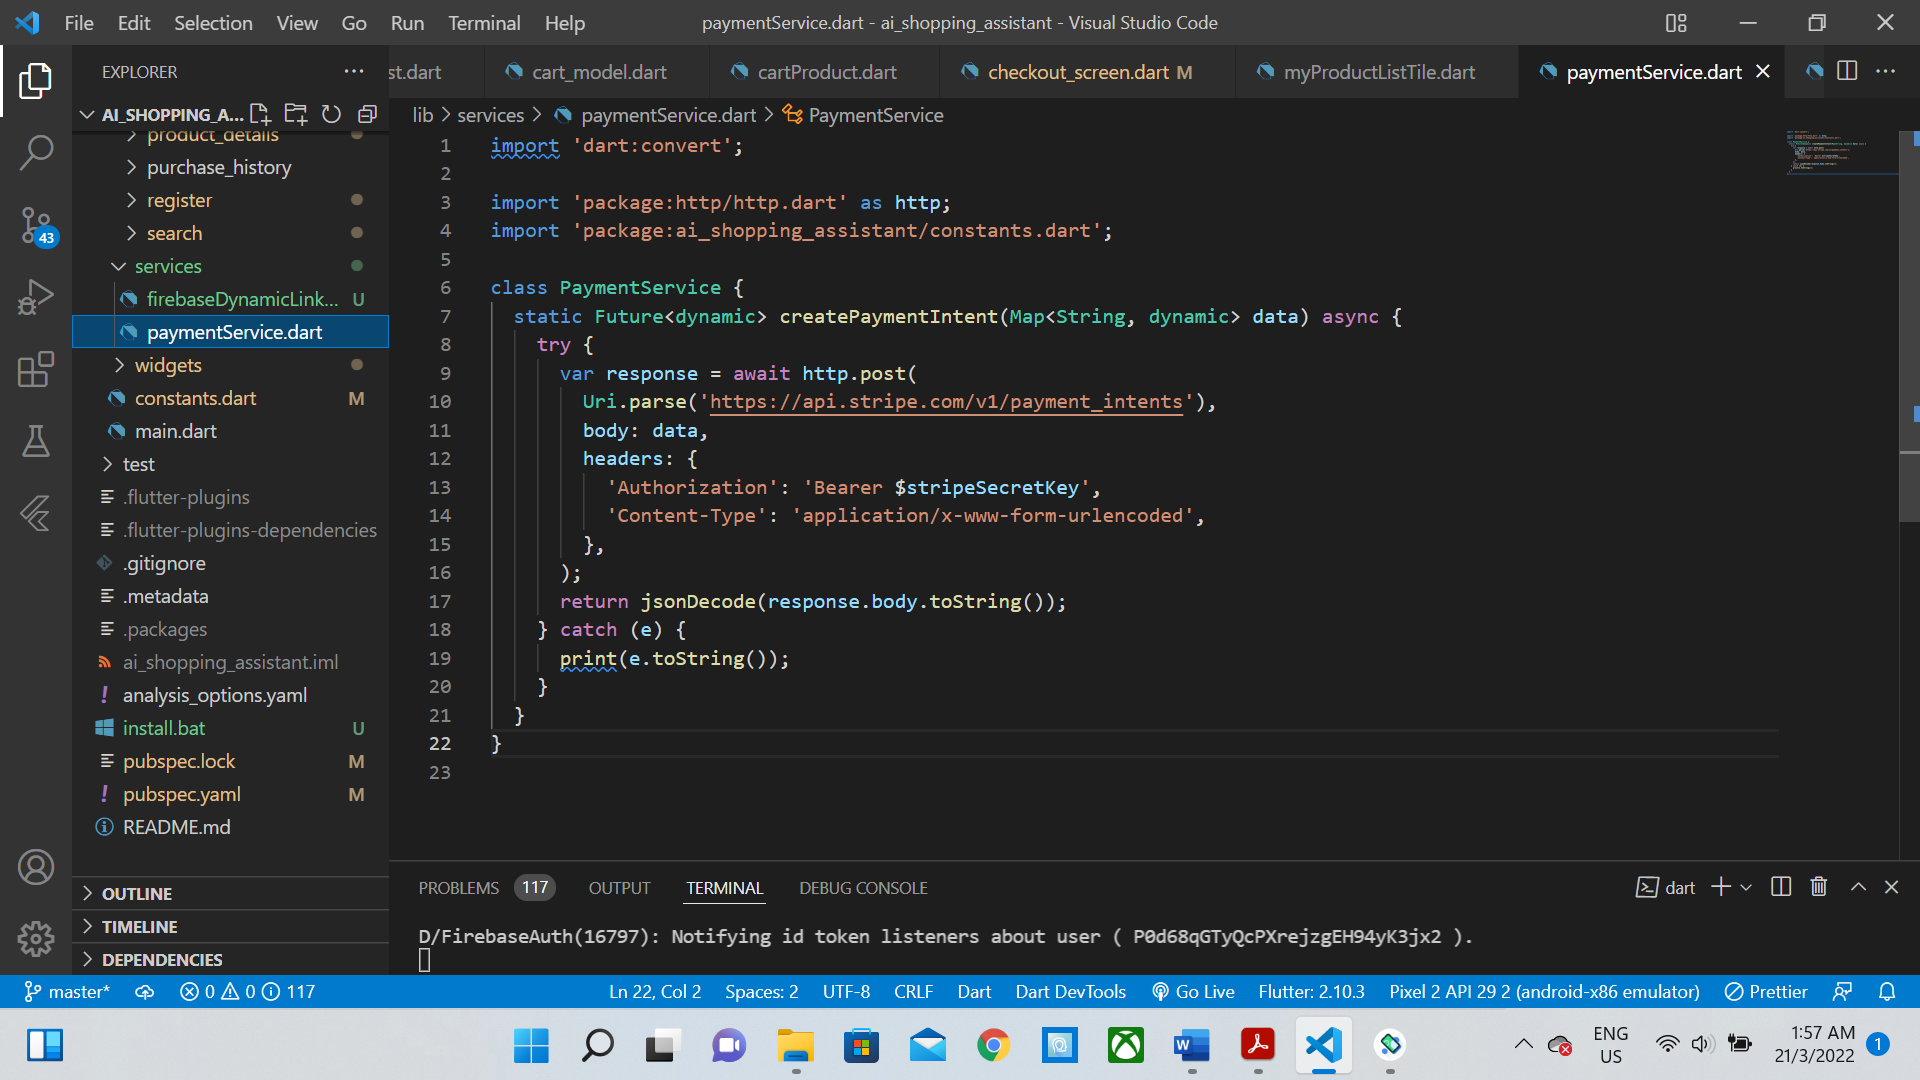 File Edit Selection View Go Run Terminal Help paymentService.dart - ai_shopping_assistant - Visual Studio Code
EXPLORER
st.dart cart_model.dart cartProduct.dart checkout_screen.dart M myProductListTile.dart paymentService.dart
AI_SHOPPING_A...
lib > services > paymentService.dart > PaymentService
product_details
purchase_history
register
search
services
firebaseDynamicLink... U
paymentService.dart
widgets
constants.dart M
main.dart
test
.flutter-plugins
.flutter-plugins-dependencies
.gitignore
.metadata
.packages
ai_shopping_assistant.iml
analysis_options.yaml
install.bat U
pubspec.lock M
pubspec.yaml M
README.md
OUTLINE
TIMELINE
DEPENDENCIES
43
1 import 'dart:convert';
2
3 import 'package:http/http.dart' as http;
4 import 'package:ai_shopping_assistant/constants.dart';
5
6 class PaymentService {
7 static Future<dynamic> createPaymentIntent(Map<String, dynamic> data) async {
8 try {
9 var response = await http.post(
10 Uri.parse('https://api.stripe.com/v1/payment_intents'),
11 body: data,
12 headers: {
13 'Authorization': 'Bearer $stripeSecretKey',
14 'Content-Type': 'application/x-www-form-urlencoded',
15 },
16 );
17 return jsonDecode(response.body.toString());
18 } catch (e) {
19 print(e.toString());
20 }
21 }
22 }
23
PROBLEMS 117 OUTPUT TERMINAL DEBUG CONSOLE dart
D/FirebaseAuth(16797): Notifying id token listeners about user ( P0d68qGTyQcPXrejzgEH94yK3jx2 ).
master* 0 0 117 Ln 22, Col 2 Spaces: 2 UTF-8 CRLF Dart Dart DevTools Go Live Flutter: 2.10.3 Pixel 2 API 29 2 (android-x86 emulator) Prettier
ENG
US
1:57 AM
21/3/2022
1